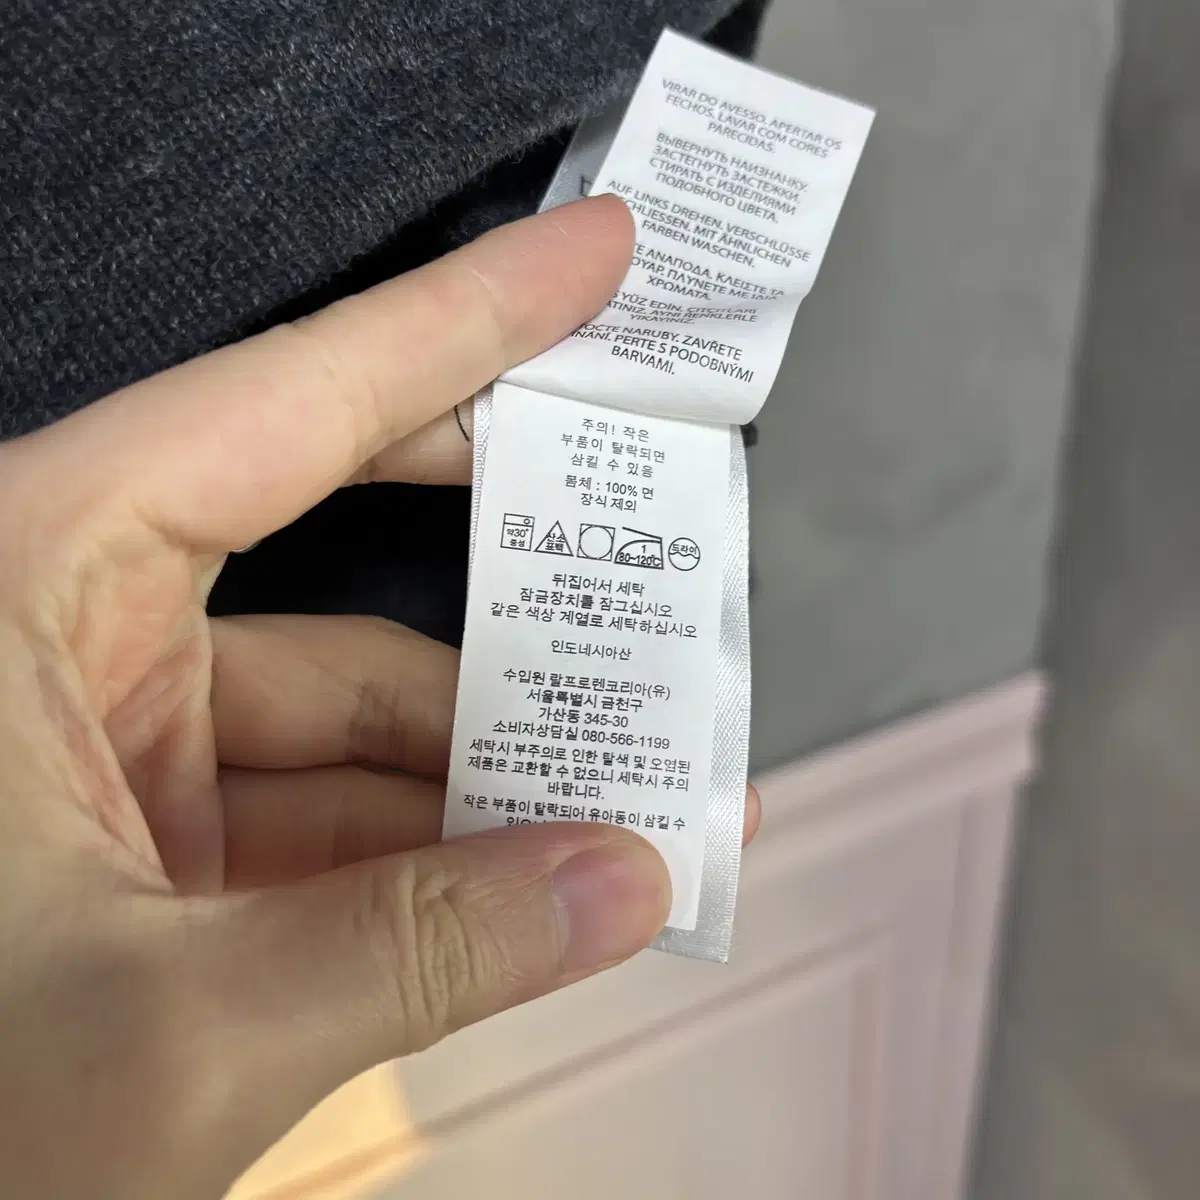 VIRAR DO AVESSO. APERTAR OS
FECHOS. LAVAR COM CORES
PARECIDAS.
ВЫВЕРНУТЬ НАИЗНАНКУ.
ЗАСТЕГНУТЬ ЗАСТЕЖКИ.
СТИРАТЬ С ИЗДЕЛИЯМИ
ПОДОБНОГО ЦВЕТА.
AUF LINKS DREHEN. VERSCHLÜSSE
MIT ÄHNLICHEN
FARBEN WASCHEN.
ΑΝΑΠΟΔΑ. ΚΛΕΙΣΤΕ ΤΑ
ΠΛΥΝΕΤΕ ΜΕ ΙΔΙΑ
ΧΡΩΜΑΤΑ.
YÜZ EDİN. ÇITÇITLARI
AYNI RENKLERLE
YIKAYINIZ.
NARUBY. ZAVŘETE
PERTE S PODOBNÝMI
BARVAMI.
주의! 작은
부품이 탈락되면
삼킬 수 있음
몸체 : 100% 면
장식 제외
약30°
중성
산소
표백
1
80~120℃
드라이
뒤집어서 세탁
잠금장치를 잠그십시오
같은 색상 계열로 세탁하십시오
인도네시아산
수입원 랄프로렌코리아(유)
서울특별시 금천구
가산동 345-30
소비자상담실 080-566-1199
세탁시 부주의로 인한 탈색 및 오염된
제품은 교환할 수 없으니 세탁시 주의
바랍니다.
작은 부품이 탈락되어 유아동이 삼킬 수